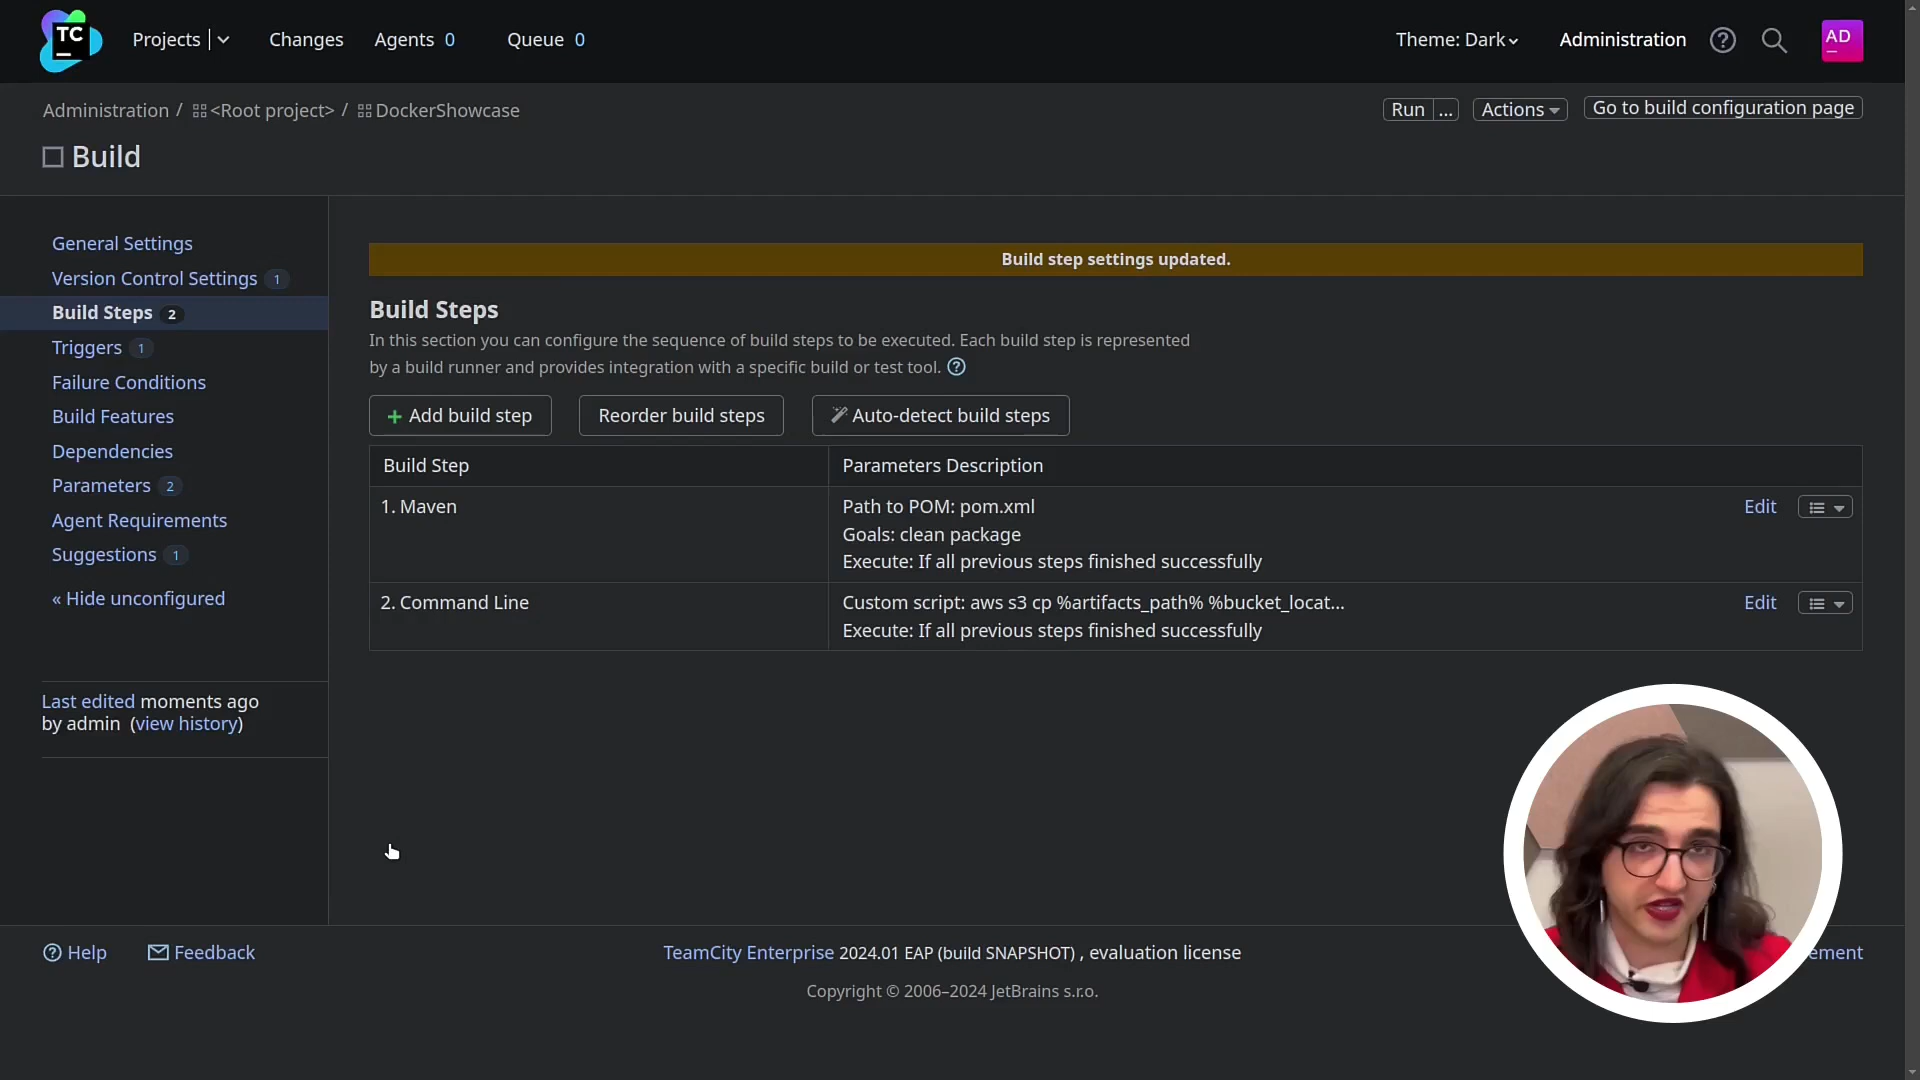 TC
Projects
Changes
Agents 0
Queue 0
Theme: Dark
Administration
AD
Administration / <Root project> / DockerShowcase
Run ...
Actions
Go to build configuration page
Build
General Settings
Version Control Settings 1
Build Steps 2
Triggers 1
Failure Conditions
Build Features
Dependencies
Parameters 2
Agent Requirements
Suggestions 1
« Hide unconfigured
Last edited moments ago
by admin (view history)
Build step settings updated.
Build Steps
In this section you can configure the sequence of build steps to be executed. Each build step is represented
by a build runner and provides integration with a specific build or test tool.
Add build step
Reorder build steps
Auto-detect build steps
Build Step
Parameters Description
1. Maven
Path to POM: pom.xml
Goals: clean package
Execute: If all previous steps finished successfully
Edit
2. Command Line
Custom script: aws s3 cp %artifacts_path% %bucket_locat...
Execute: If all previous steps finished successfully
Edit
Help
Feedback
TeamCity Enterprise 2024.01 EAP (build SNAPSHOT) , evaluation license
ement
Copyright © 2006–2024 JetBrains s.r.o.